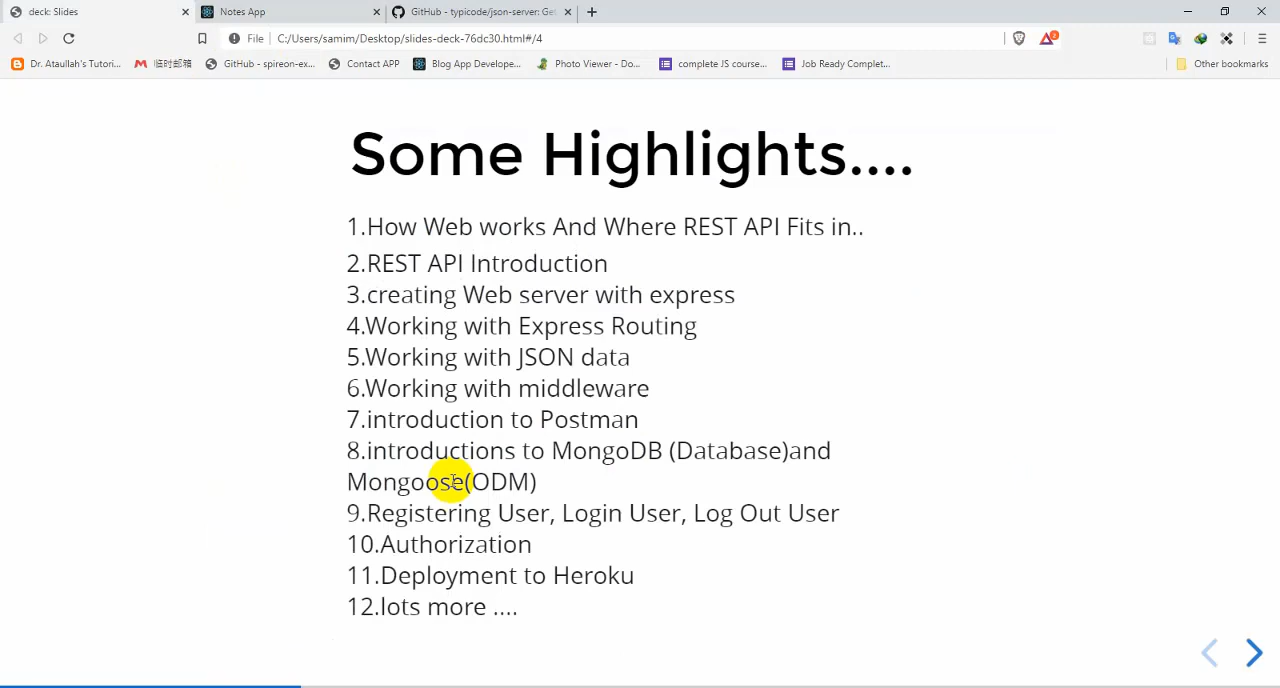 deck: Slides
Notes App
GitHub - typicode/json-server: Get
File
C:/Users/samim/Desktop/slides-deck-76dc30.html#/4
2
Dr. Ataullah's Tutori...
临时邮箱
GitHub - spireon-ex...
Contact APP
Blog App Develope...
Photo Viewer - Do...
complete JS course...
Job Ready Complet...
Other bookmarks
Some Highlights....
1.How Web works And Where REST API Fits in..
2.REST API Introduction
3.creating Web server with express
4.Working with Express Routing
5.Working with JSON data
6.Working with middleware
7.introduction to Postman
8.introductions to MongoDB (Database)and
Mongoose(ODM)
9.Registering User, Login User, Log Out User
10.Authorization
11.Deployment to Heroku
12.lots more ....